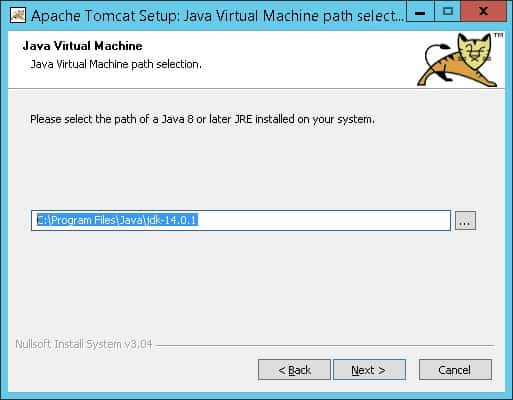 Apache Tomcat Setup: Java Virtual Machine path select...
Java Virtual Machine
Java Virtual Machine path selection.
TM
Please select the path of a Java 8 or later JRE installed on your system.
C:\Program Files\Java\jdk-14.0.1
...
Nullsoft Install System v3.04
< Back
Next >
Cancel